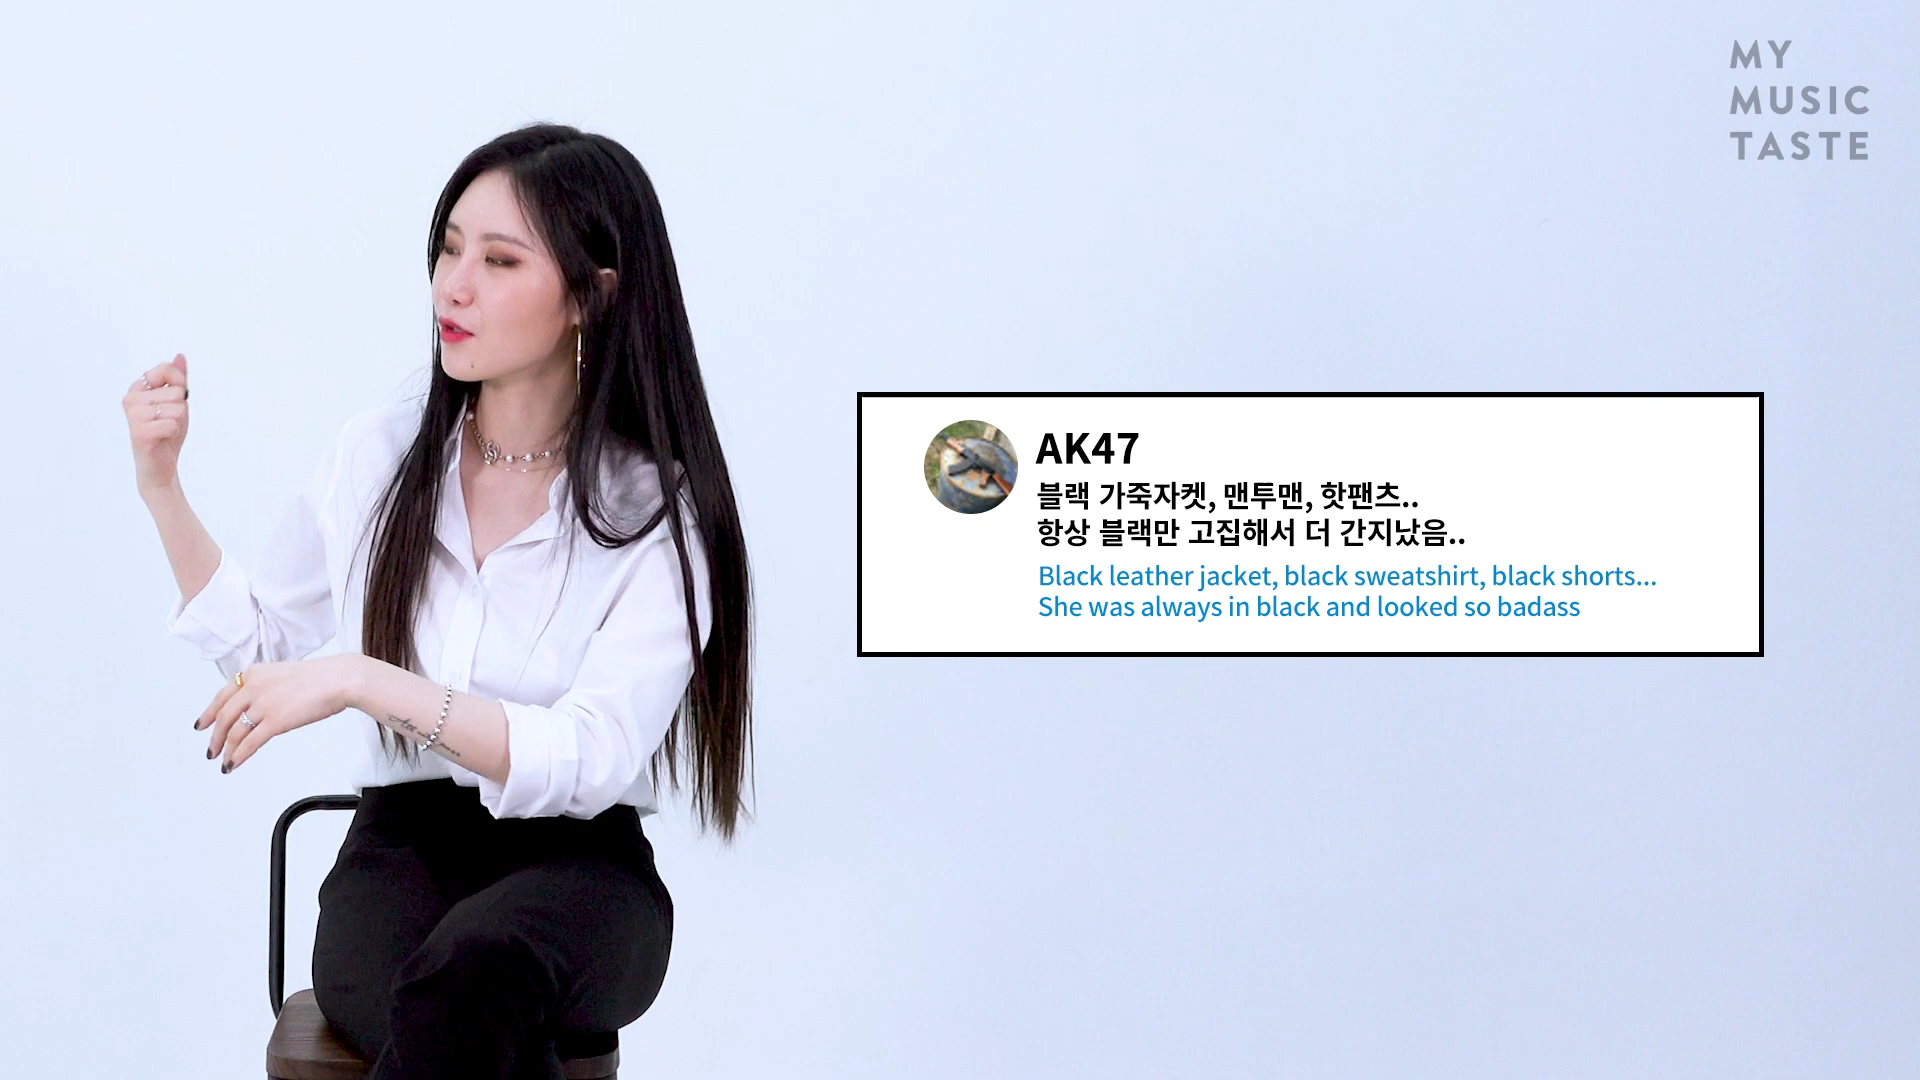 MY
MUSIC
TASTE
AK47
블랙 가죽자켓, 맨투맨, 핫팬츠..
항상 블랙만 고집해서 더 간지났음..
Black leather jacket, black sweatshirt, black shorts...
She was always in black and looked so badass